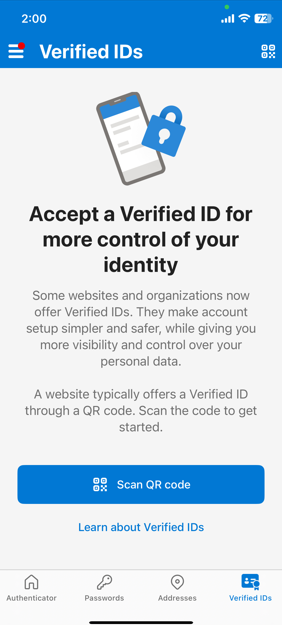 2:00
72
Verified IDs
Accept a Verified ID for
more control of your
identity
Some websites and organizations now
offer Verified IDs. They make account
setup simpler and safer, while giving you
more visibility and control over your
personal data.
A website typically offers a Verified ID
through a QR code. Scan the code to get
started.
Scan QR code
Learn about Verified IDs
Authenticator Passwords Addresses Verified IDs